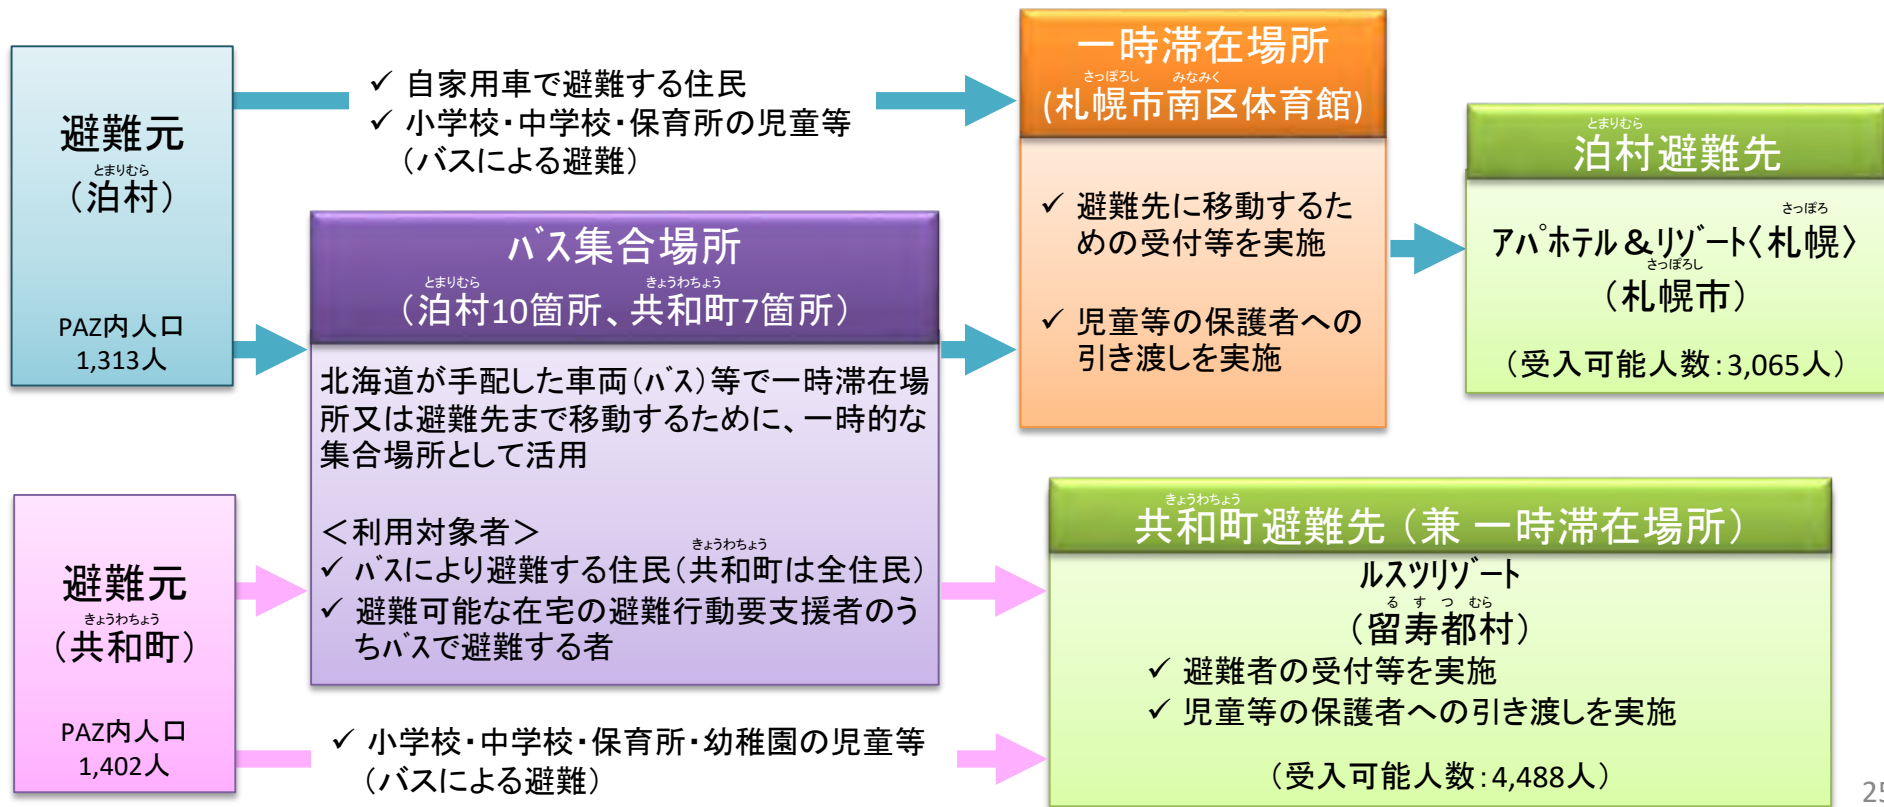 避難元
とまりむら
（泊村）
PAZ内人口
1,313人
✓ 自家用車で避難する住民
✓ 小学校・中学校・保育所の児童等
（バスによる避難）
バス集合場所
とまりむら きょうわちょう
（泊村10箇所、共和町7箇所）
北海道が手配した車両（バス）等で一時滞在場
所又は避難先まで移動するために、一時的な
集合場所として活用
＜利用対象者＞
きょうわちょう
✓ バスにより避難する住民（共和町は全住民）
✓ 避難可能な在宅の避難行動要支援者のう
ちバスで避難する者
一時滞在場所
さっぽろし みなみく
(札幌市南区体育館)
✓ 避難先に移動するた
めの受付等を実施
✓ 児童等の保護者への
引き渡しを実施
とまりむら
泊村避難先
さっぽろ
アパホテル＆リゾート〈札幌〉
さっぽろし
（札幌市）
（受入可能人数：3,065人）
避難元
きょうわちょう
（共和町）
PAZ内人口
1,402人
✓ 小学校・中学校・保育所・幼稚園の児童等
（バスによる避難）
きょうわちょう
共和町避難先（兼 一時滞在場所）
ルスツリゾート
る す つ むら
（留寿都村）
✓ 避難者の受付等を実施
✓ 児童等の保護者への引き渡しを実施
（受入可能人数：4,488人）
25